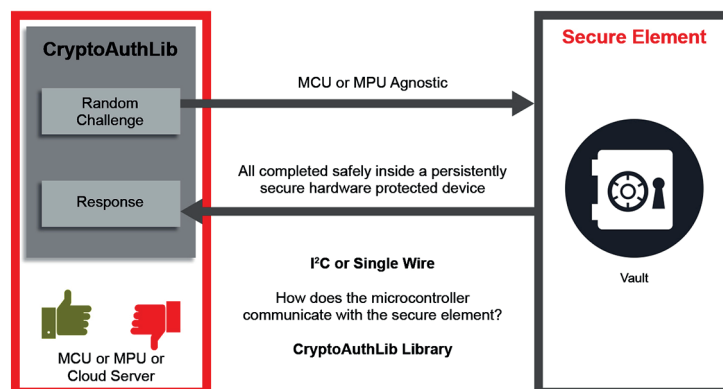 CryptoAuthLib
Random
Challenge
Response
MCU or MPU or
Cloud Server
MCU or MPU Agnostic
All completed safely inside a persistently
secure hardware protected device
I²C or Single Wire
How does the microcontroller
communicate with the secure element?
CryptoAuthLib Library
Secure Element
Vault